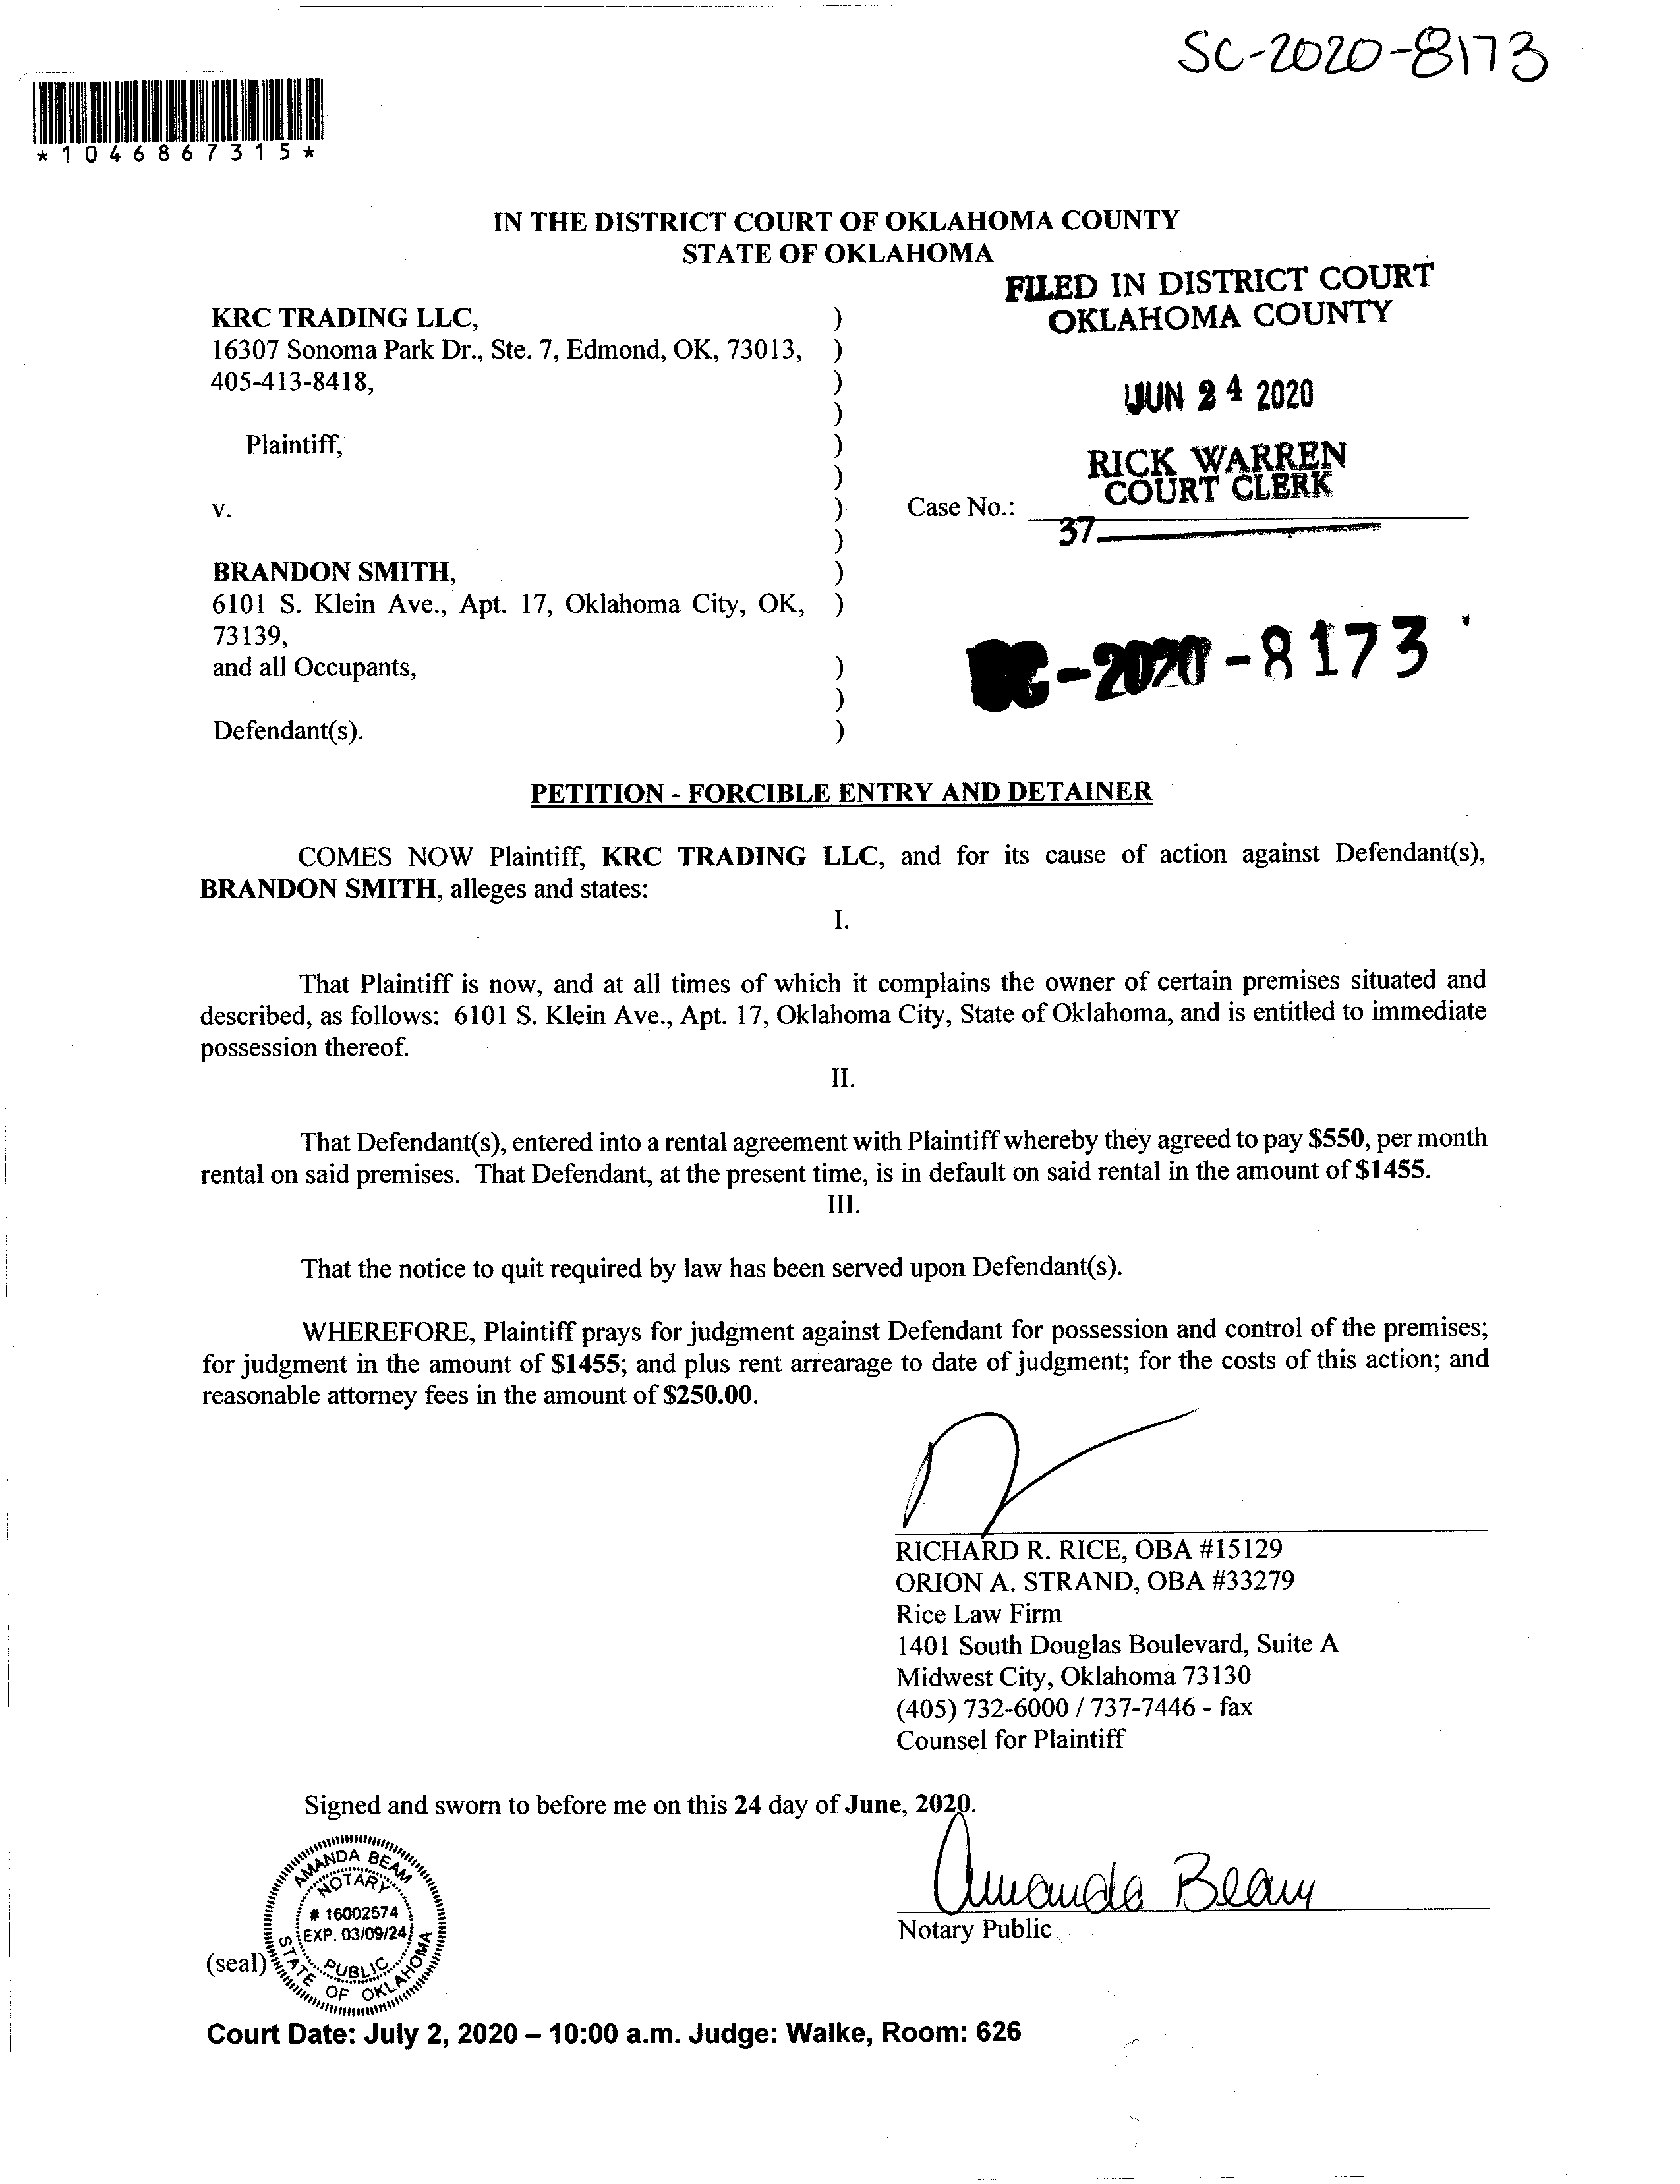 SC-2020-8173
*1046867315*
IN THE DISTRICT COURT OF OKLAHOMA COUNTY
STATE OF OKLAHOMA
FILED IN DISTRICT COURT
OKLAHOMA COUNTY
JUN 24 2020
RICK WARREN
COURT CLERK
37
KRC TRADING LLC, )
16307 Sonoma Park Dr., Ste. 7, Edmond, OK, 73013, )
405-413-8418, )
)
Plaintiff, )
)
v. ) Case No.:
)
BRANDON SMITH, )
6101 S. Klein Ave., Apt. 17, Oklahoma City, OK, )
73139,
and all Occupants, )
)
Defendant(s). )
SC-2020-8173
PETITION - FORCIBLE ENTRY AND DETAINER
COMES NOW Plaintiff, KRC TRADING LLC, and for its cause of action against Defendant(s),
BRANDON SMITH, alleges and states:
I.
That Plaintiff is now, and at all times of which it complains the owner of certain premises situated and
described, as follows: 6101 S. Klein Ave., Apt. 17, Oklahoma City, State of Oklahoma, and is entitled to immediate
possession thereof.
II.
That Defendant(s), entered into a rental agreement with Plaintiff whereby they agreed to pay $550, per month
rental on said premises. That Defendant, at the present time, is in default on said rental in the amount of $1455.
III.
That the notice to quit required by law has been served upon Defendant(s).
WHEREFORE, Plaintiff prays for judgment against Defendant for possession and control of the premises;
for judgment in the amount of $1455; and plus rent arrearage to date of judgment; for the costs of this action; and
reasonable attorney fees in the amount of $250.00.
RICHARD R. RICE, OBA #15129
ORION A. STRAND, OBA #33279
Rice Law Firm
1401 South Douglas Boulevard, Suite A
Midwest City, Oklahoma 73130
(405) 732-6000 / 737-7446 - fax
Counsel for Plaintiff
Signed and sworn to before me on this 24 day of June, 2020.
Amanda Beam
Notary Public
AMANDA BEAM
NOTARY
# 16002574
EXP. 03/09/24
PUBLIC
STATE OF OKLAHOMA
(seal)
Court Date: July 2, 2020 – 10:00 a.m. Judge: Walke, Room: 626